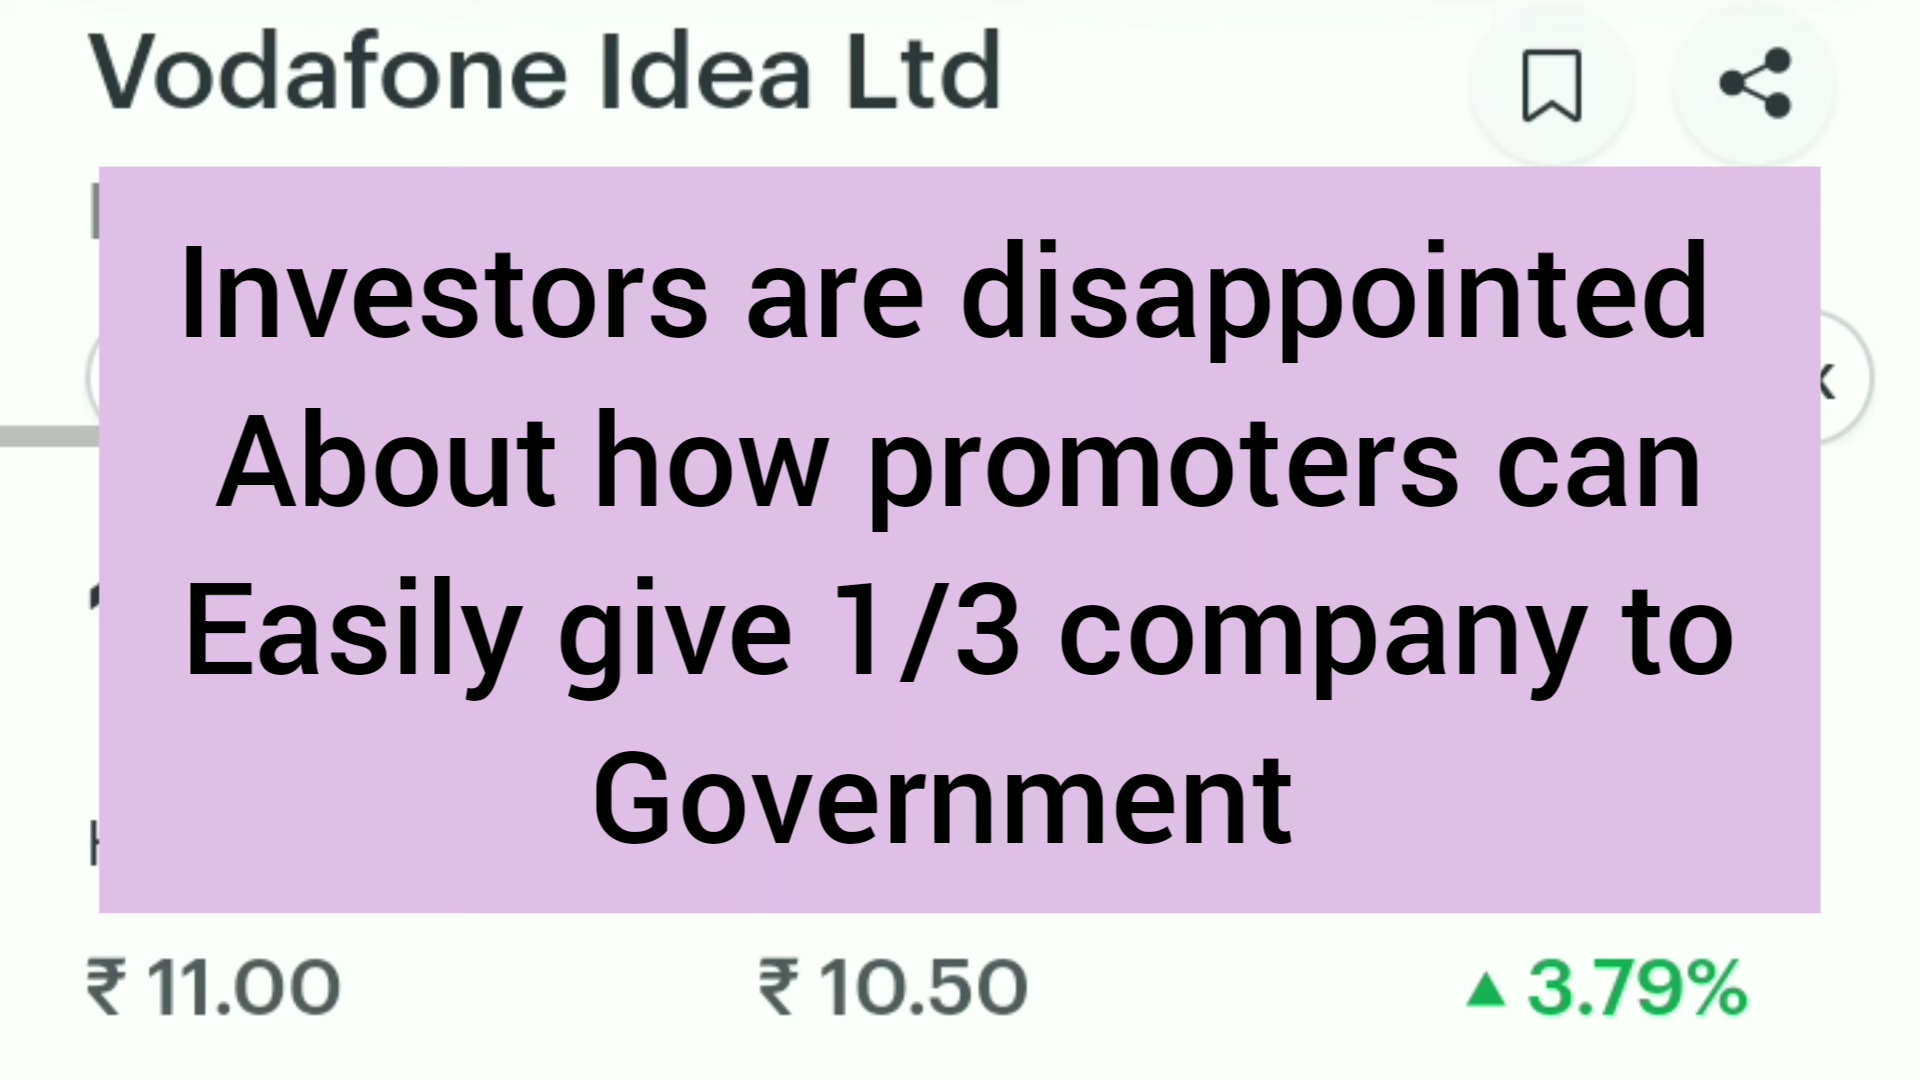 Vodafone Idea Ltd
Investors are disappointed
About how promoters can
Easily give 1/3 company to
Government
₹ 11.00 ₹ 10.50 ▲ 3.79%